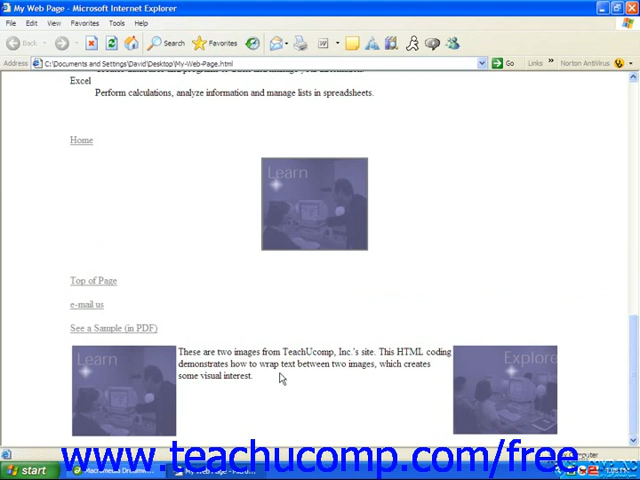 My Web Page - Microsoft Internet Explorer
File Edit View Favorites Tools Help
Back Search Favorites
Address C:\Documents and Settings\David\Desktop\My-Web-Page.html Go Links » Norton AntiVirus
Excel
Perform calculations, analyze information and manage lists in spreadsheets.
Home
Learn
Top of Page
e-mail us
See a Sample (in PDF)
Learn
These are two images from TeachUcomp, Inc.'s site. This HTML coding
demonstrates how to wrap text between two images, which creates
some visual interest.
Explore
www.teachucomp.com/free
start